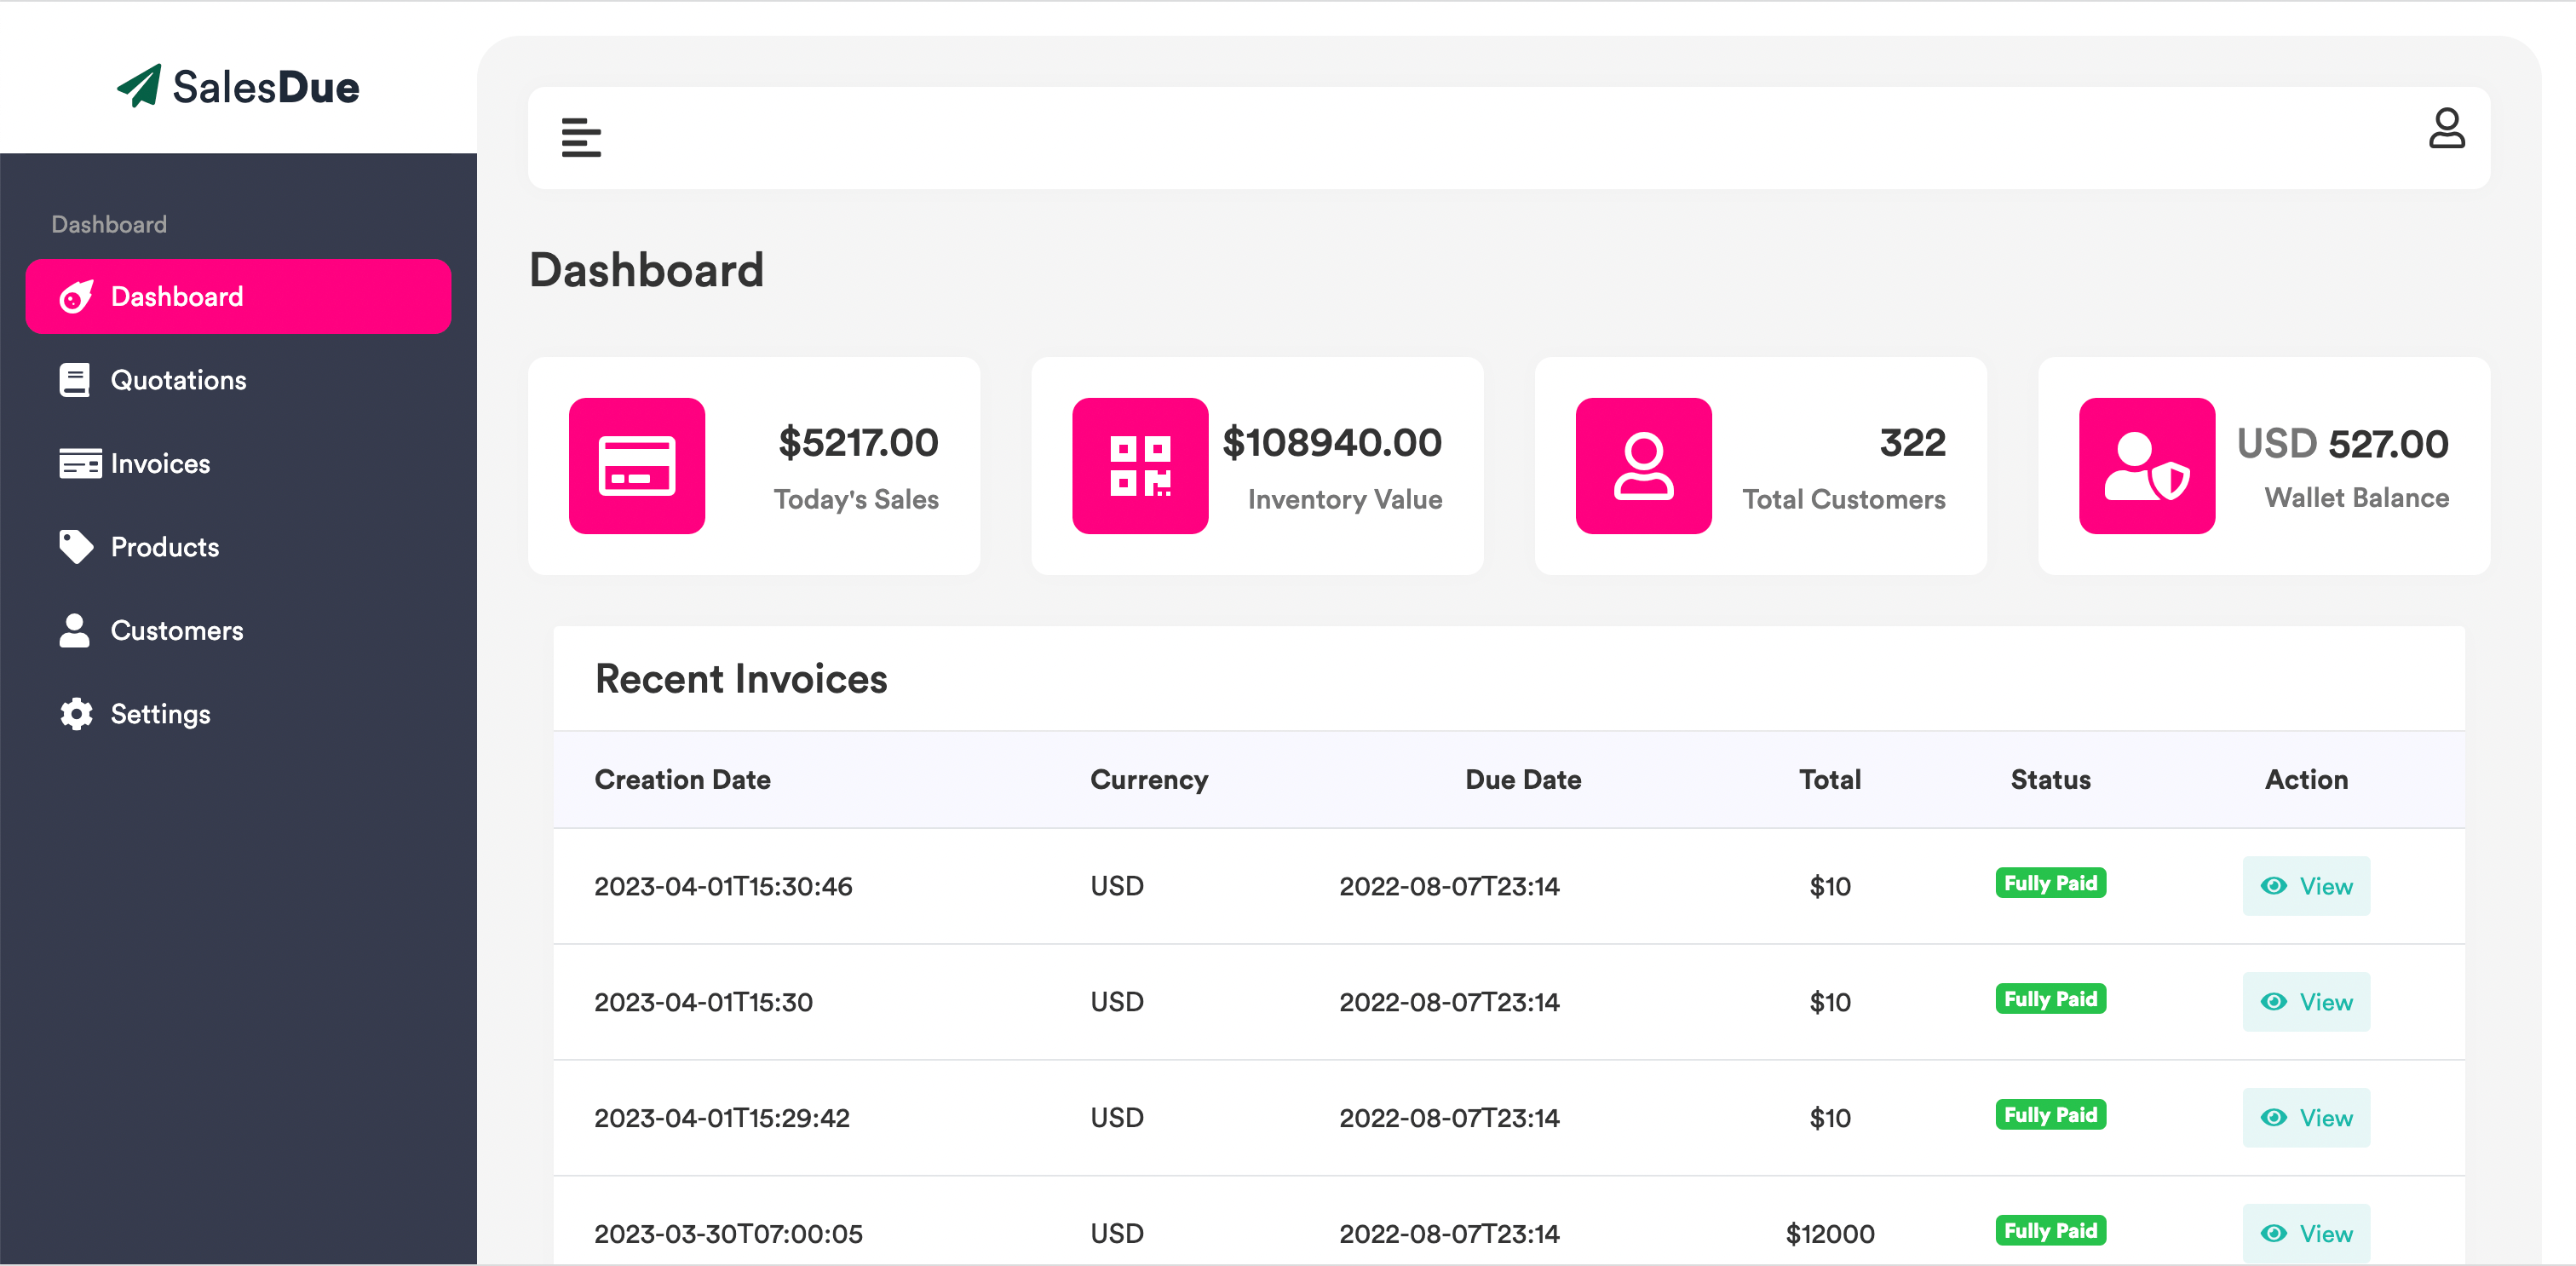 SalesDue
Dashboard
Dashboard
Quotations
Invoices
Products
Customers
Settings
Dashboard
$5217.00
Today's Sales
$108940.00
Inventory Value
322
Total Customers
USD 527.00
Wallet Balance
Recent Invoices
Creation Date Currency Due Date Total Status Action
2023-04-01T15:30:46 USD 2022-08-07T23:14 $10 Fully Paid View
2023-04-01T15:30 USD 2022-08-07T23:14 $10 Fully Paid View
2023-04-01T15:29:42 USD 2022-08-07T23:14 $10 Fully Paid View
2023-03-30T07:00:05 USD 2022-08-07T23:14 $12000 Fully Paid View